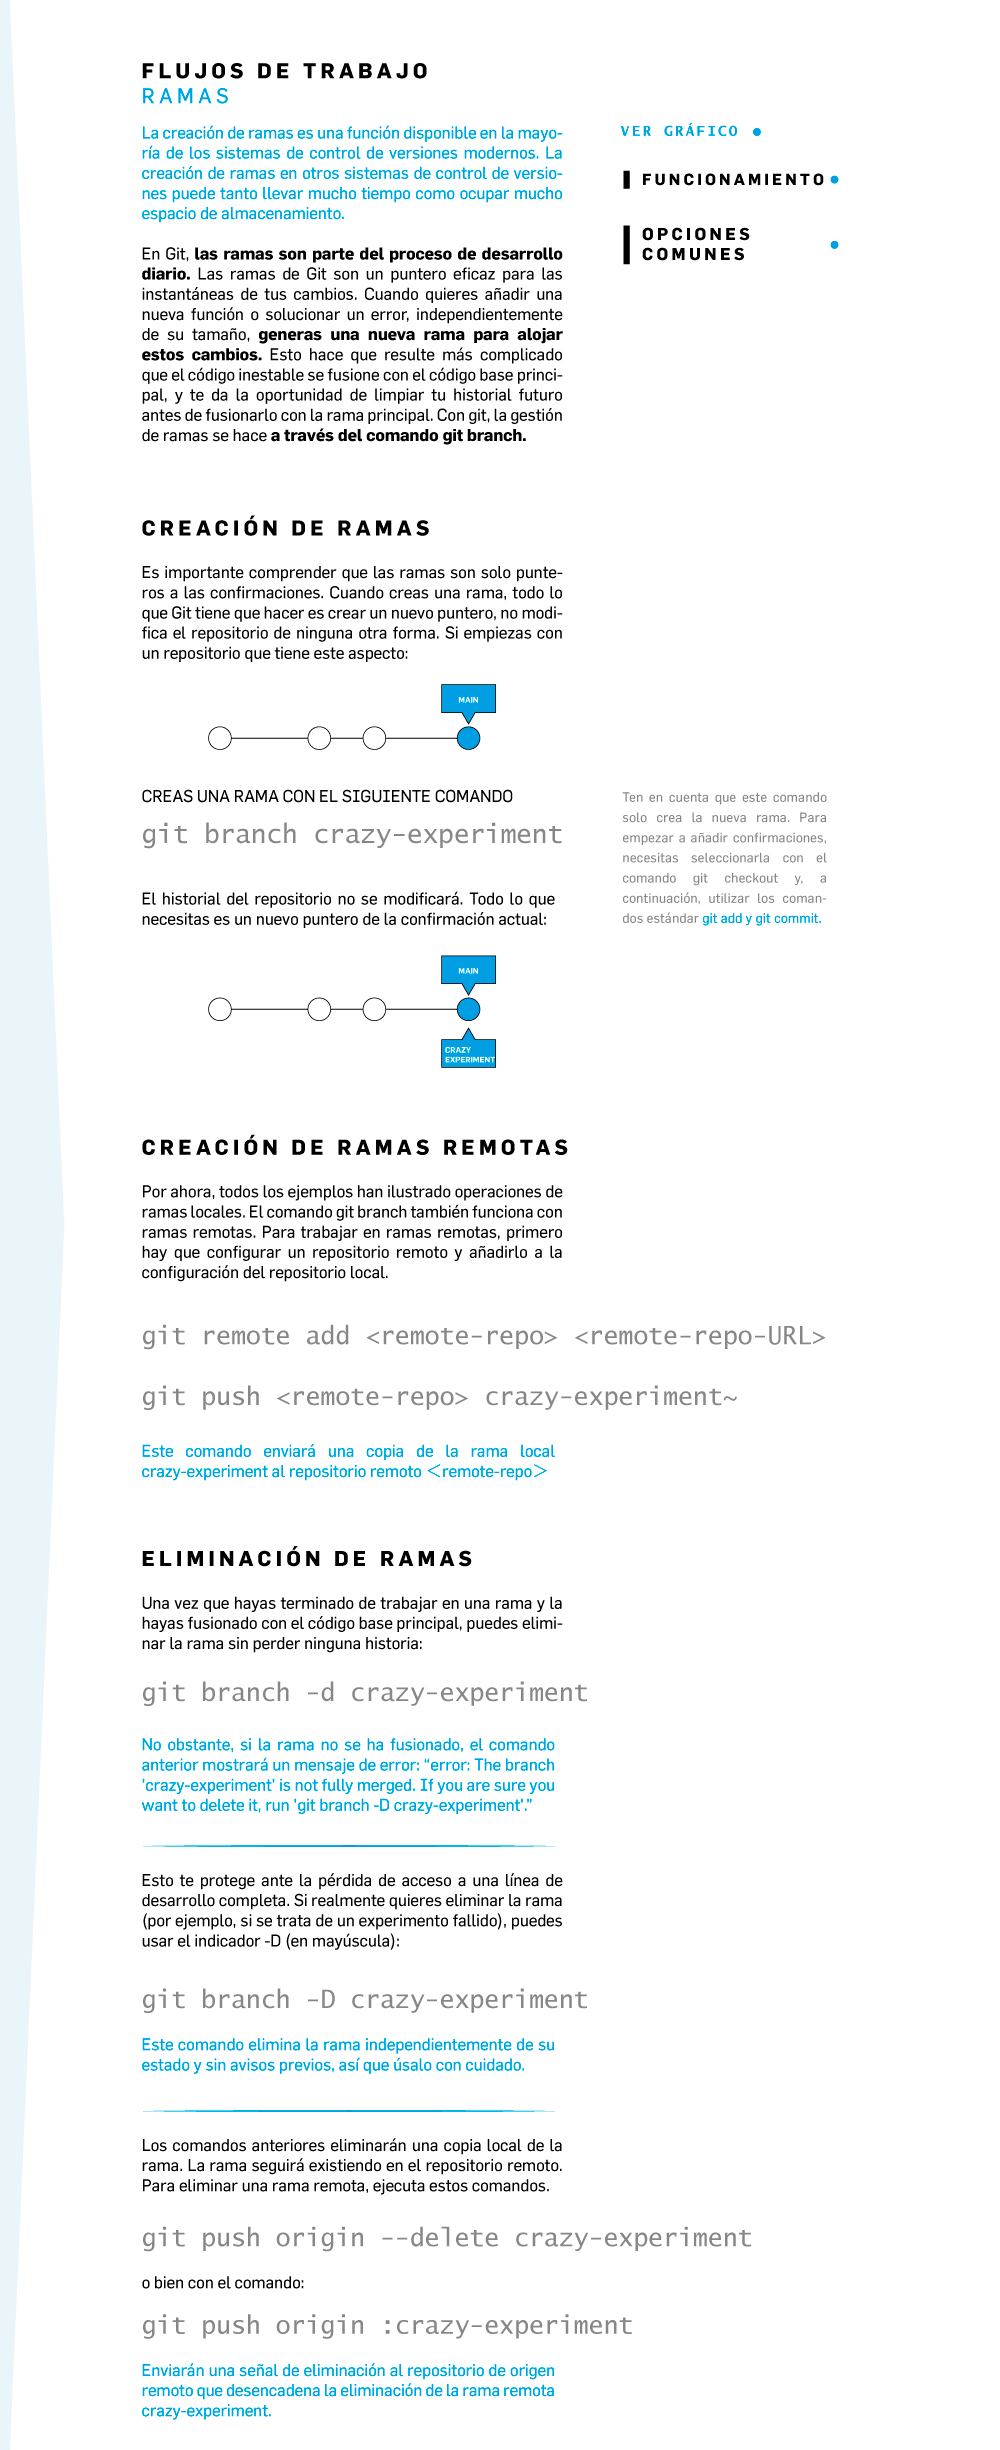 FLUJOS DE TRABAJO
RAMAS
La creación de ramas es una función disponible en la mayo-
ría de los sistemas de control de versiones modernos. La
creación de ramas en otros sistemas de control de versio-
nes puede tanto llevar mucho tiempo como ocupar mucho
espacio de almacenamiento.
VER GRÁFICO
FUNCIONAMIENTO
OPCIONES
COMUNES
En Git, las ramas son parte del proceso de desarrollo
diario. Las ramas de Git son un puntero eficaz para las
instantáneas de tus cambios. Cuando quieres añadir una
nueva función o solucionar un error, independientemente
de su tamaño, generas una nueva rama para alojar
estos cambios. Esto hace que resulte más complicado
que el código inestable se fusione con el código base princi-
pal, y te da la oportunidad de limpiar tu historial futuro
antes de fusionarlo con la rama principal. Con git, la gestión
de ramas se hace a través del comando git branch.
CREACIÓN DE RAMAS
Es importante comprender que las ramas son solo punte-
ros a las confirmaciones. Cuando creas una rama, todo lo
que Git tiene que hacer es crear un nuevo puntero, no modi-
fica el repositorio de ninguna otra forma. Si empiezas con
un repositorio que tiene este aspecto:
MAIN
CREAS UNA RAMA CON EL SIGUIENTE COMANDO
git branch crazy-experiment
Ten en cuenta que este comando
solo crea la nueva rama. Para
empezar a añadir confirmaciones,
necesitas seleccionarla con el
comando git checkout y, a
continuación, utilizar los coman-
dos estándar git add y git commit.
El historial del repositorio no se modificará. Todo lo que
necesitas es un nuevo puntero de la confirmación actual:
MAIN
CRAZY
EXPERIMENT
CREACIÓN DE RAMAS REMOTAS
Por ahora, todos los ejemplos han ilustrado operaciones de
ramas locales. El comando git branch también funciona con
ramas remotas. Para trabajar en ramas remotas, primero
hay que configurar un repositorio remoto y añadirlo a la
configuración del repositorio local.
git remote add <remote-repo> <remote-repo-URL>
git push <remote-repo> crazy-experiment~
Este comando enviará una copia de la rama local
crazy-experiment al repositorio remoto <remote-repo>
ELIMINACIÓN DE RAMAS
Una vez que hayas terminado de trabajar en una rama y la
hayas fusionado con el código base principal, puedes elimi-
nar la rama sin perder ninguna historia:
git branch -d crazy-experiment
No obstante, si la rama no se ha fusionado, el comando
anterior mostrará un mensaje de error: “error: The branch
'crazy-experiment' is not fully merged. If you are sure you
want to delete it, run 'git branch -D crazy-experiment'.”
Esto te protege ante la pérdida de acceso a una línea de
desarrollo completa. Si realmente quieres eliminar la rama
(por ejemplo, si se trata de un experimento fallido), puedes
usar el indicador -D (en mayúscula):
git branch -D crazy-experiment
Este comando elimina la rama independientemente de su
estado y sin avisos previos, así que úsalo con cuidado.
Los comandos anteriores eliminarán una copia local de la
rama. La rama seguirá existiendo en el repositorio remoto.
Para eliminar una rama remota, ejecuta estos comandos.
git push origin --delete crazy-experiment
o bien con el comando:
git push origin :crazy-experiment
Enviarán una señal de eliminación al repositorio de origen
remoto que desencadena la eliminación de la rama remota
crazy-experiment.